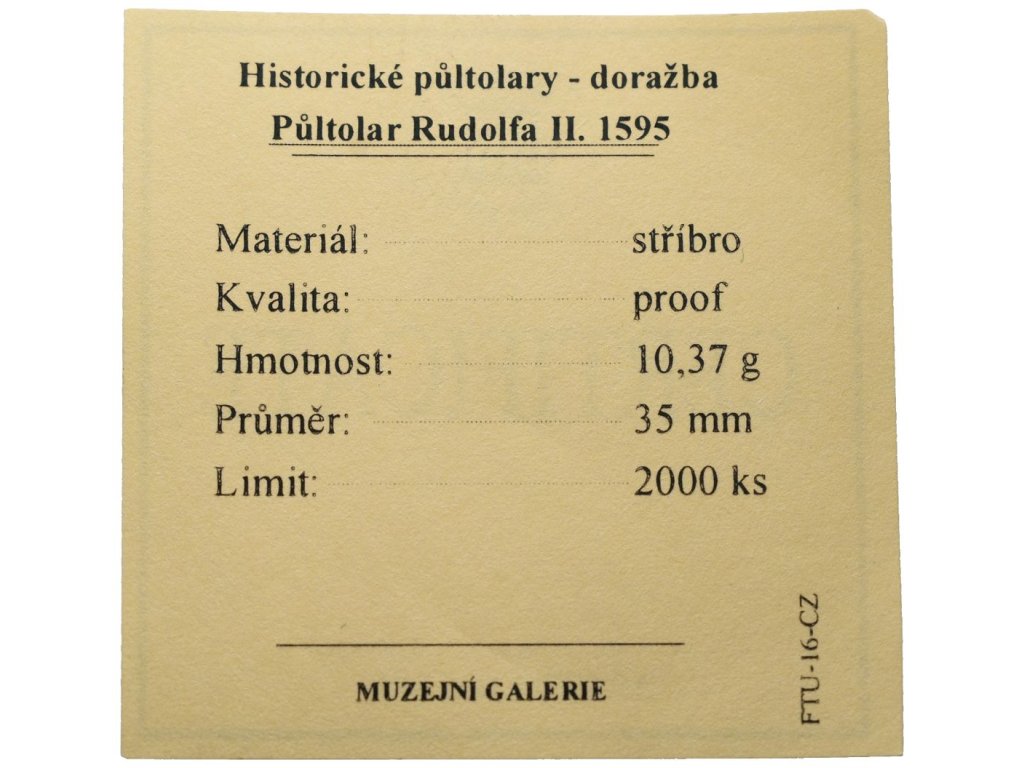 Historické půltolary - doražba
Půltolar Rudolfa II. 1595
Materiál: stříbro
Kvalita: proof
Hmotnost: 10,37 g
Průměr: 35 mm
Limit: 2000 ks
MUZEJNÍ GALERIE
FTU-16-CZ